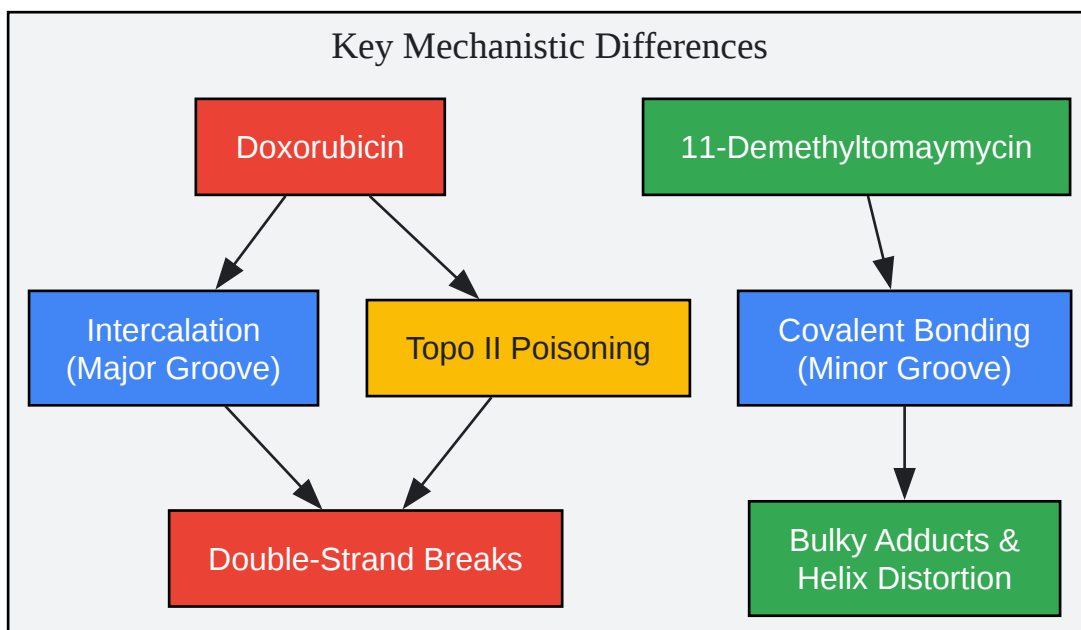 Key Mechanistic Differences
Doxorubicin
11-Demethyltomaymycin
Intercalation
(Major Groove)
Topo II Poisoning
Covalent Bonding
(Minor Groove)
Double-Strand Breaks
Bulky Adducts &
Helix Distortion